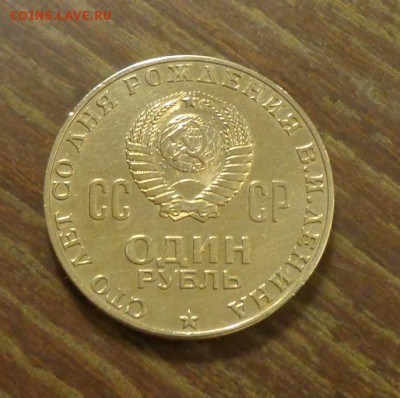 COINS.LAVE.RU
СТО ЛЕТ СО ДНЯ РОЖДЕНИЯ В.И.ЛЕНИНА
СС СР
ОДИН
РУБЛЬ